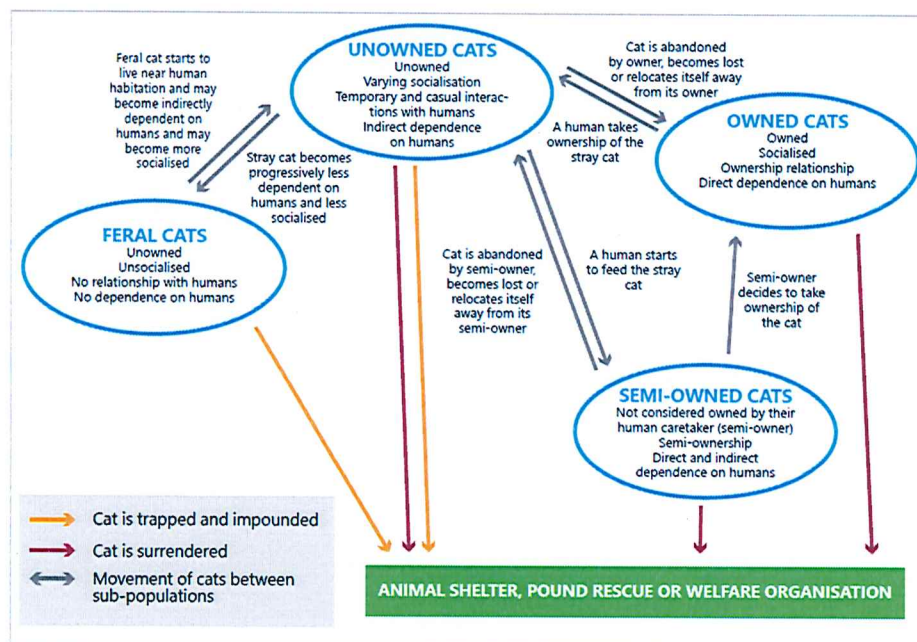 Feral cat starts to
live near human
habitation and may
become indirectly
dependent on
humans and may
become more
socialised
UNOWNED CATS
Unowned
Varying socialisation
Temporary and casual interac-
tions with humans
Indirect dependence
on humans
Cat is abandoned
by owner, becomes lost
or relocates itself away
from its owner
A human takes
ownership of the
stray cat
OWNED CATS
Owned
Socialised
Ownership relationship
Direct dependence on humans
Stray cat becomes
progressively less
dependent on
humans and less
socialised
FERAL CATS
Unowned
Unsocialised
No relationship with humans
No dependence on humans
Cat is abandoned
by semi-owner,
becomes lost or
relocates itself
away from its
semi-owner
A human starts
to feed the stray
cat
Semi-owner
decides to take
ownership of
the cat
SEMI-OWNED CATS
Not considered owned by their
human caretaker (semi-owner)
Semi-ownership
Direct and indirect
dependence on humans
Cat is trapped and impounded
Cat is surrendered
Movement of cats between
sub-populations
ANIMAL SHELTER, POUND RESCUE OR WELFARE ORGANISATION